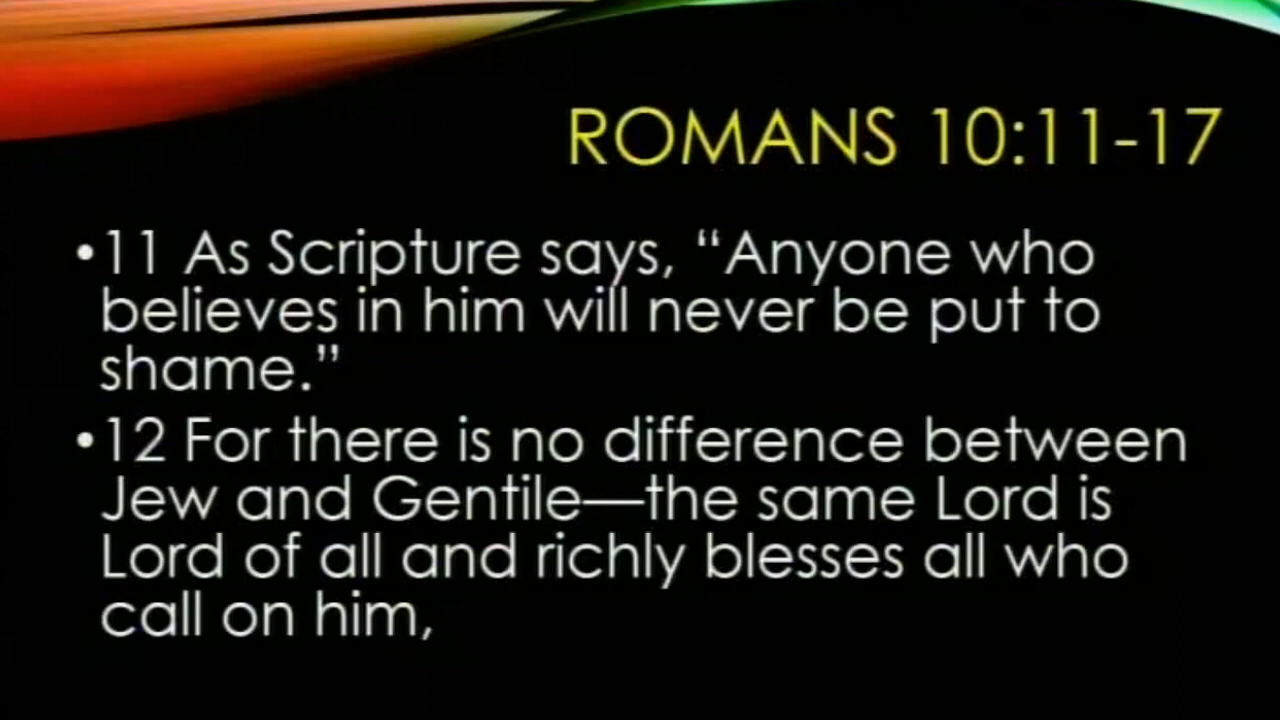 ROMANS 10:11-17
•11 As Scripture says, “Anyone who
believes in him will never be put to
shame.”
•12 For there is no difference between
Jew and Gentile—the same Lord is
Lord of all and richly blesses all who
call on him,